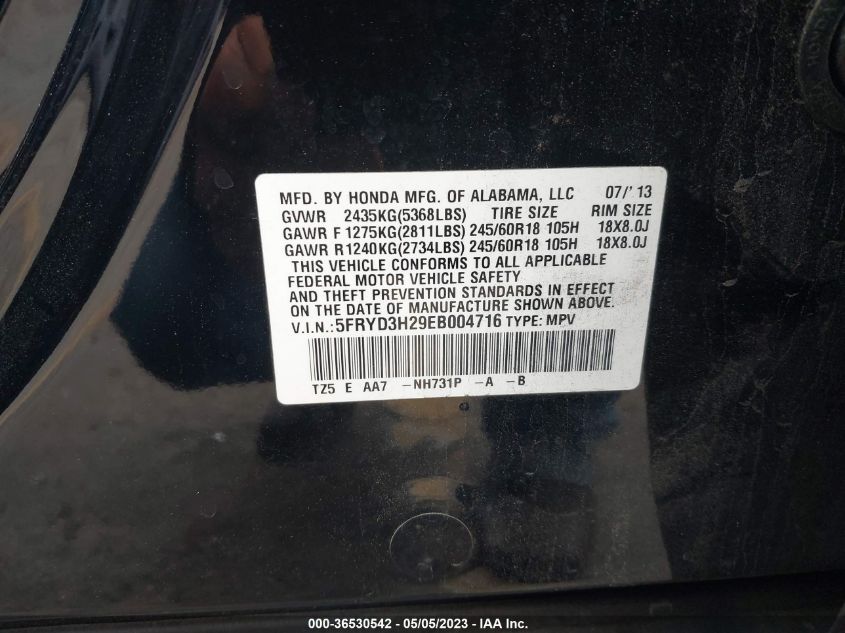 MFD. BY HONDA MFG. OF ALABAMA, LLC 07/'13
GVWR 2435KG(5368LBS) TIRE SIZE RIM SIZE
GAWR F 1275KG(2811LBS) 245/60R18 105H 18X8.0J
GAWR R1240KG(2734LBS) 245/60R18 105H 18X8.0J
THIS VEHICLE CONFORMS TO ALL APPLICABLE
FEDERAL MOTOR VEHICLE SAFETY
AND THEFT PREVENTION STANDARDS IN EFFECT
ON THE DATE OF MANUFACTURE SHOWN ABOVE.
V.I.N.:5FRYD3H29EB004716 TYPE: MPV
TZ5 E AA7 -NH731P -A -B
000-36530542 - 05/05/2023 - IAA Inc.